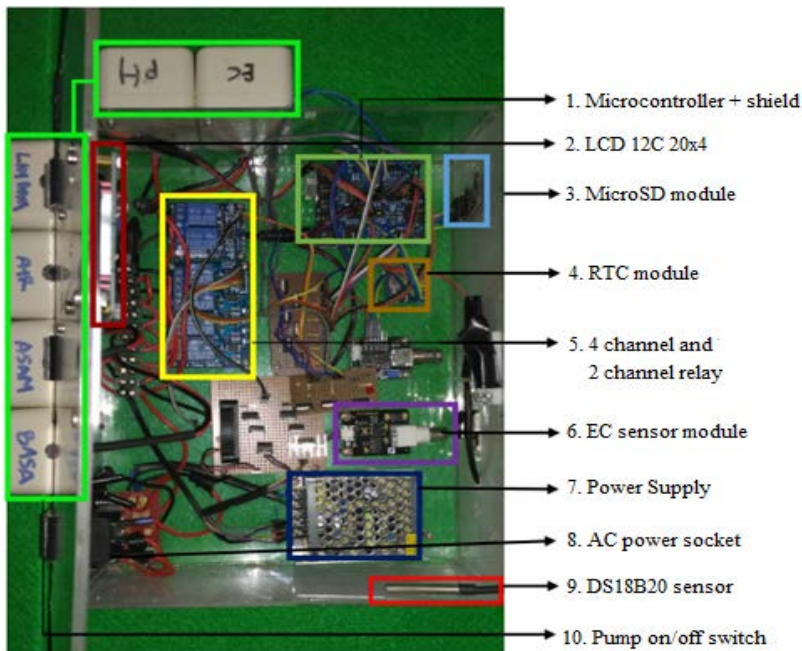 PH
EC
AIR
ASAM
BASA
1. Microcontroller + shield
2. LCD 12C 20x4
3. MicroSD module
4. RTC module
5. 4 channel and
2 channel relay
6. EC sensor module
7. Power Supply
8. AC power socket
9. DS18B20 sensor
10. Pump on/off switch